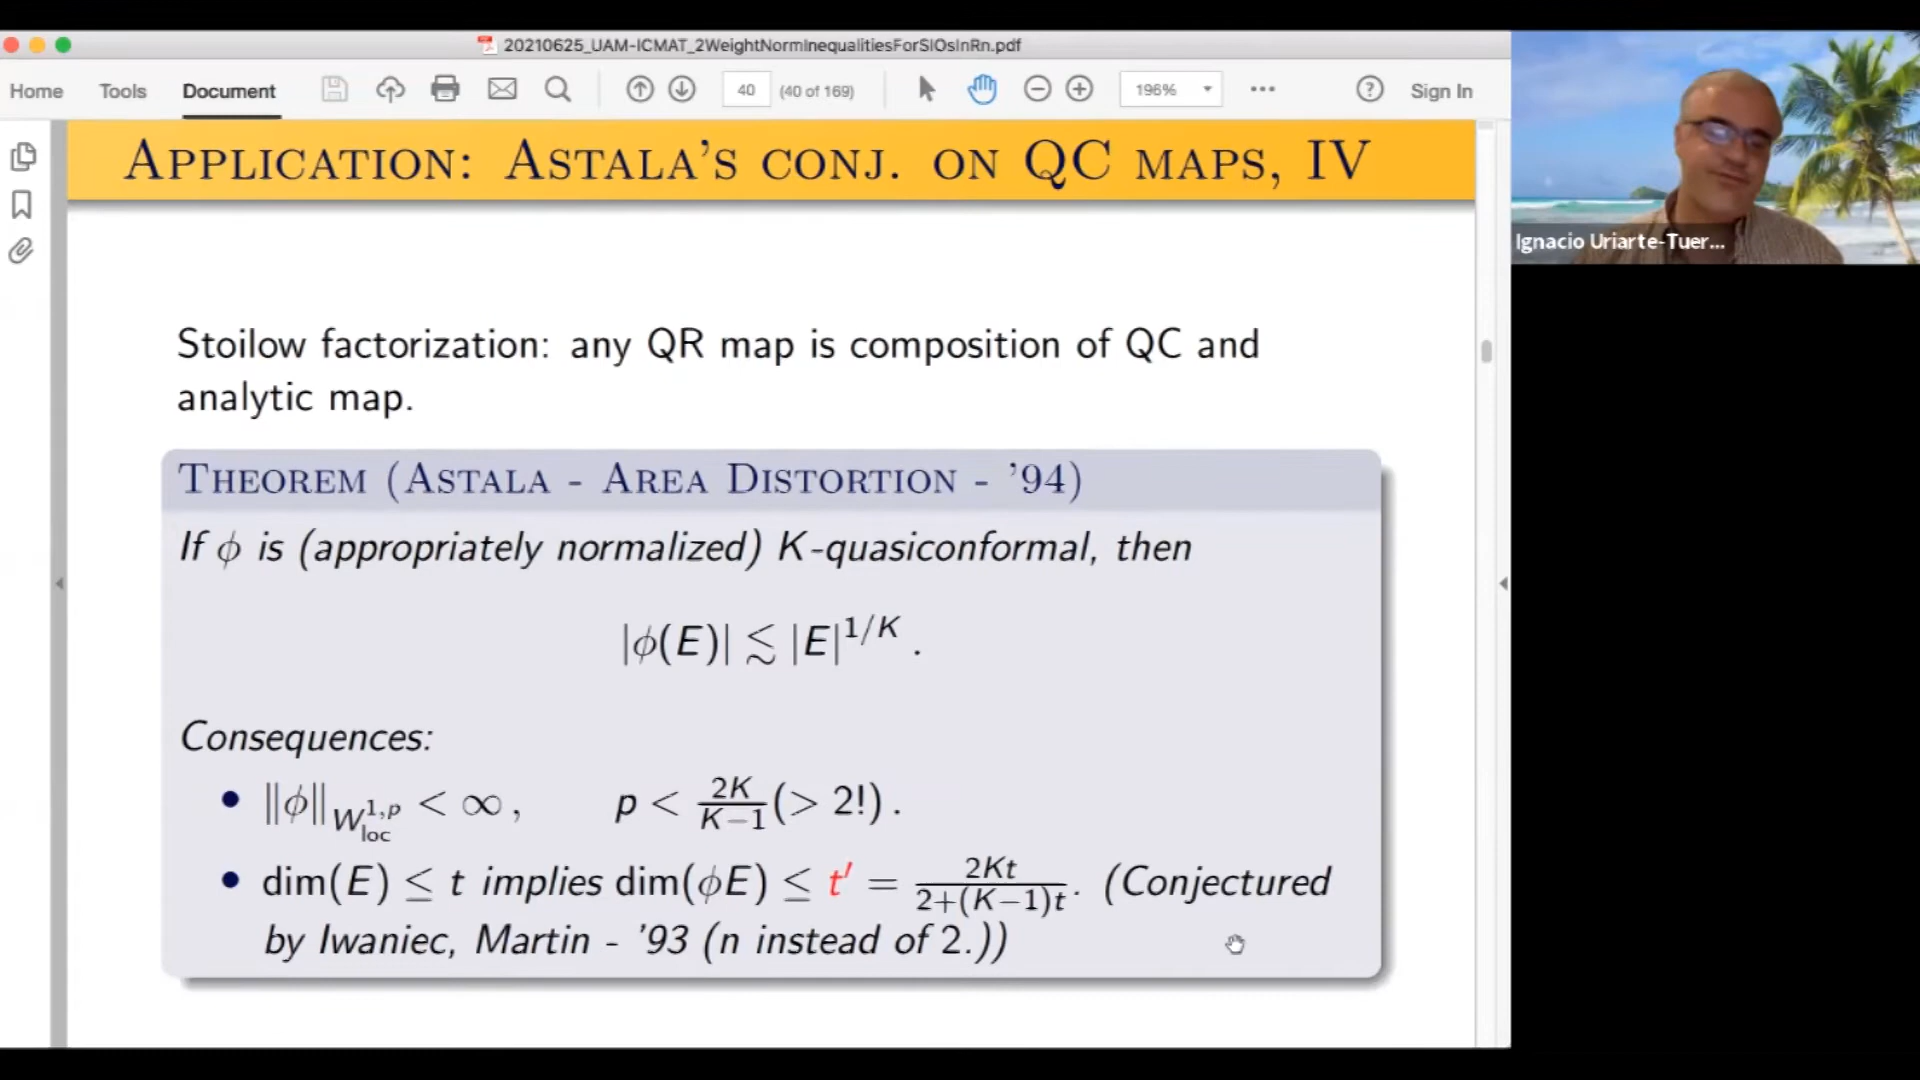 20210625_UAM-ICMAT_2WeightNormInequalitiesForSIOsInRn.pdf
Home Tools Document 40 (40 of 169) 196% ? Sign In
APPLICATION: ASTALA'S CONJ. ON QC MAPS, IV
Ignacio Uriarte-Tuer...
Stoilow factorization: any QR map is composition of QC and
analytic map.
THEOREM (ASTALA - AREA DISTORTION - '94)
If ϕ is (appropriately normalized) K-quasiconformal, then
|ϕ(E)| ≲ |E|^{1/K} .
Consequences:
• ‖ϕ‖_{W^{1,p}_{loc}} < ∞ , p < \frac{2K}{K−1}(> 2!) .
• dim(E) ≤ t implies dim(ϕE) ≤ t′ = \frac{2Kt}{2+(K−1)t}. (Conjectured
by Iwaniec, Martin - '93 (n instead of 2.))